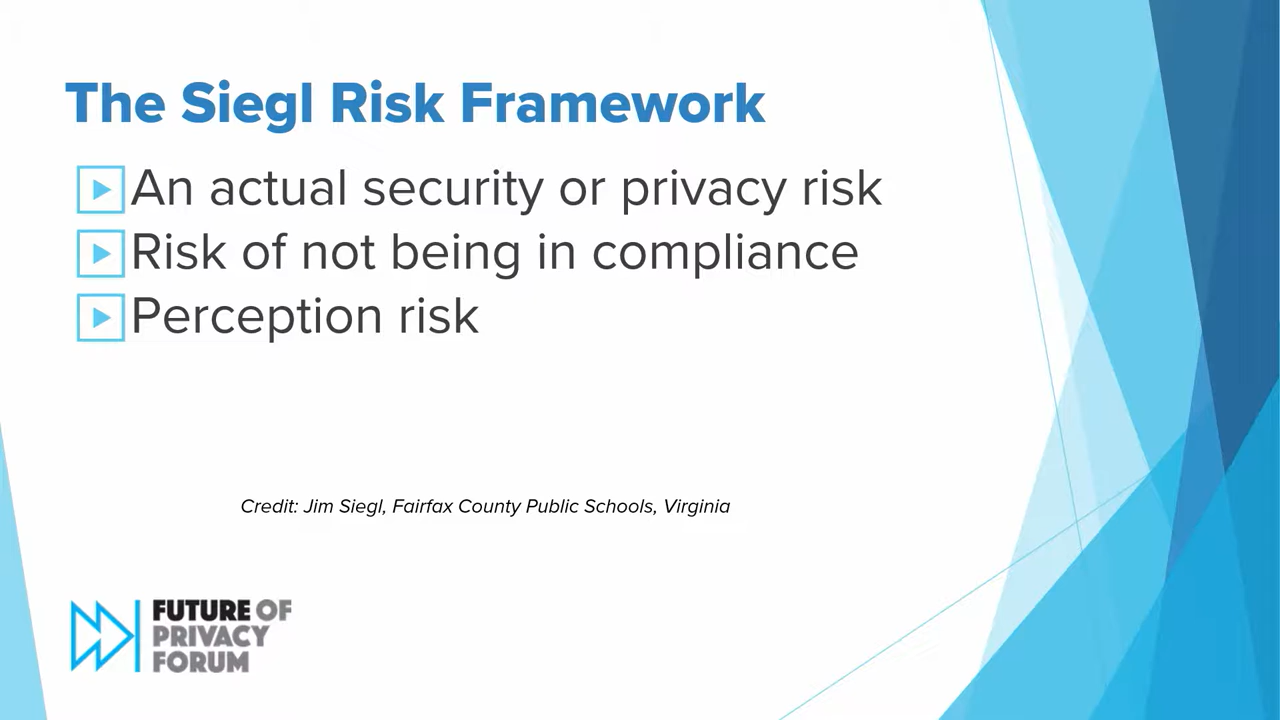 The Siegl Risk Framework
An actual security or privacy risk
Risk of not being in compliance
Perception risk
Credit: Jim Siegl, Fairfax County Public Schools, Virginia
FUTURE OF
PRIVACY
FORUM